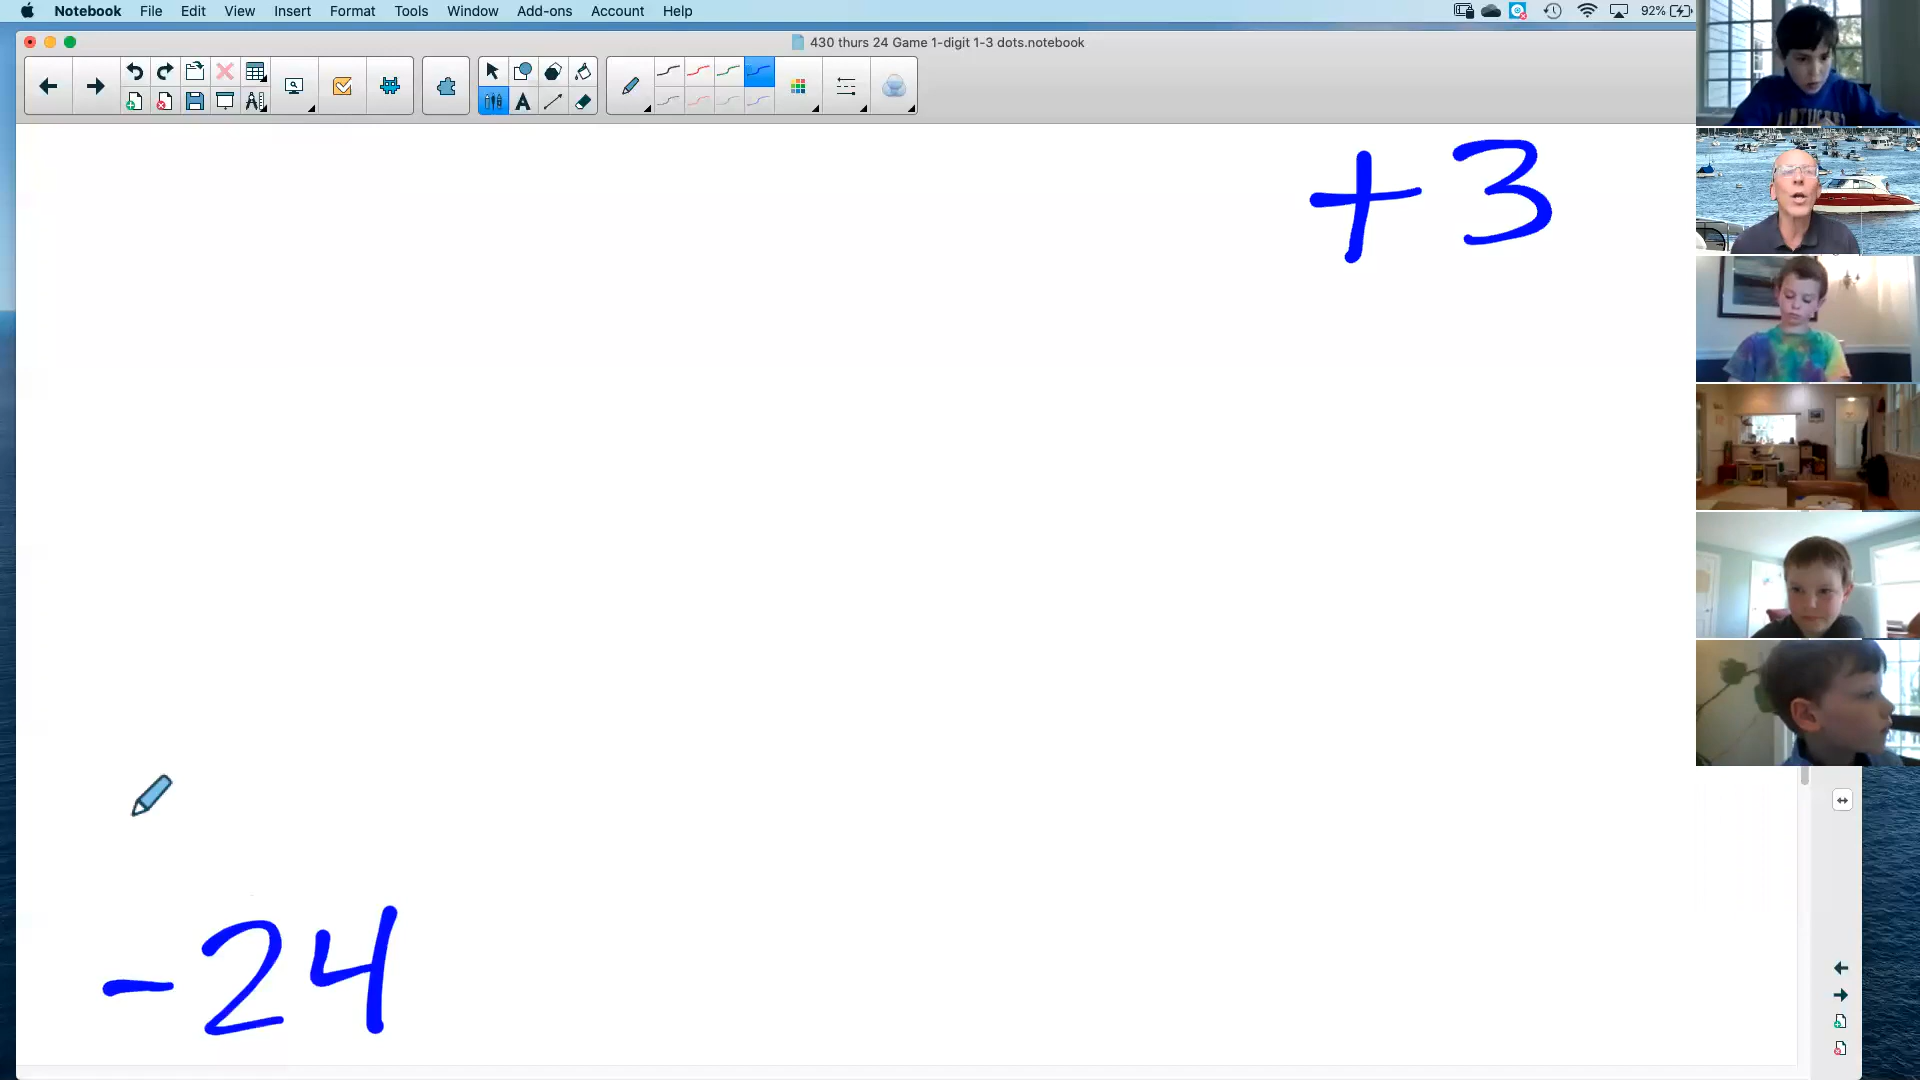 Notebook File Edit View Insert Format Tools Window Add-ons Account Help 92%
430 thurs 24 Game 1-digit 1-3 dots.notebook
A
+3
-24